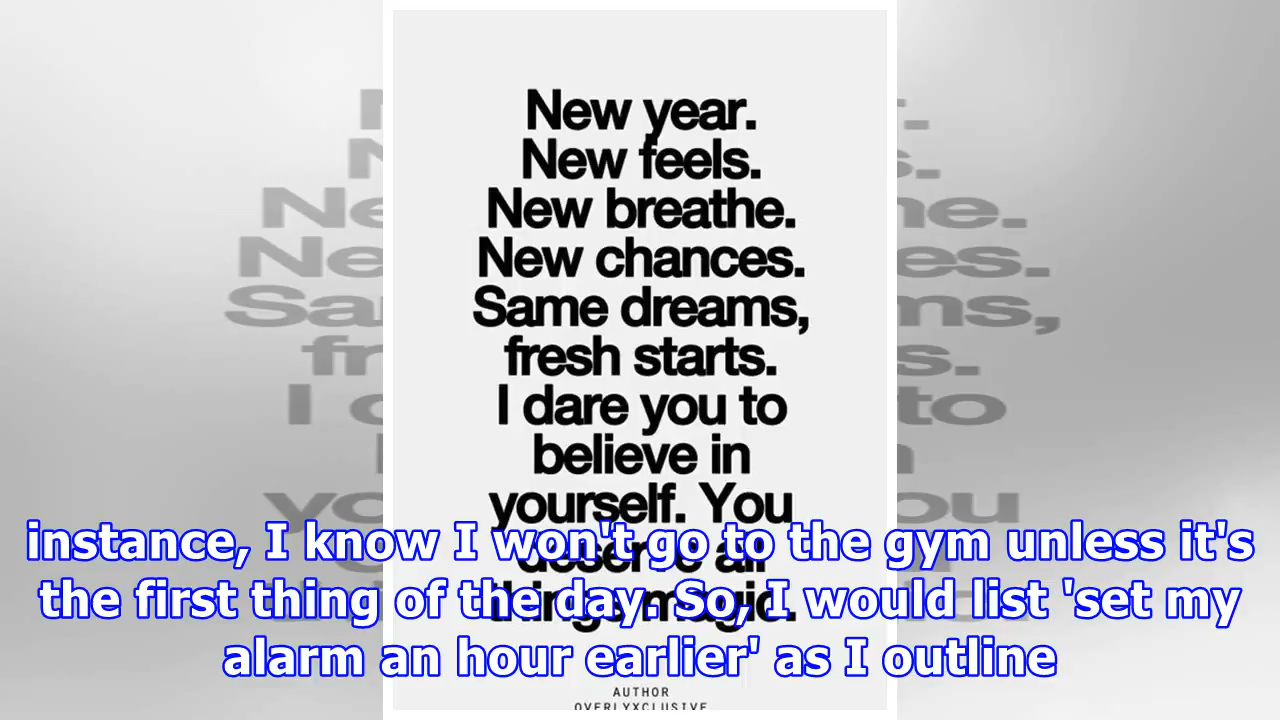 New year.
New feels.
New breathe.
New chances.
Same dreams,
fresh starts.
I dare you to
believe in
yourself. You
deserve all
things magic.
instance, I know I won't go to the gym unless it's
the first thing of the day. So, I would list 'set my
alarm an hour earlier' as I outline
AUTHOR
OVERLYXCLUSIVE